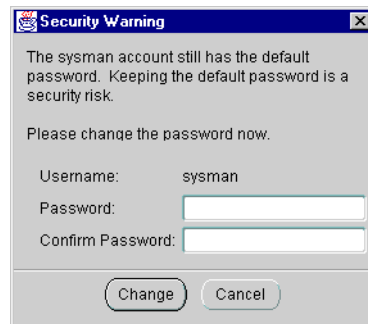 Security Warning
The sysman account still has the default
password. Keeping the default password is a
security risk.
Please change the password now.
Username: sysman
Password:
Confirm Password:
Change Cancel